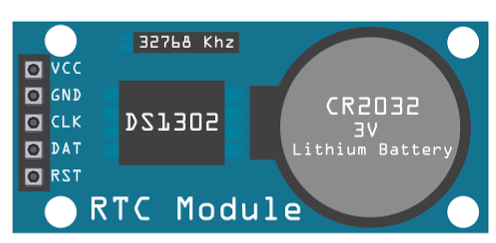 32768 Khz
VCC
GND
CLK
DAT
RST
DS1302
CR2032
3V
Lithium Battery
RTC Module